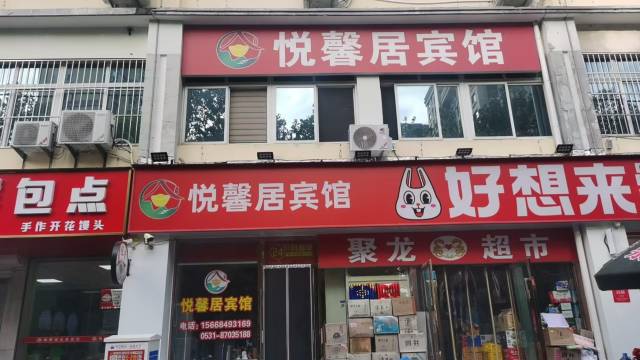 悦馨居宾馆
包点
手作开花馒头
悦馨居宾馆
好想来
聚龙 超市
悦馨居宾馆
电话：15668493169
0531-87035188